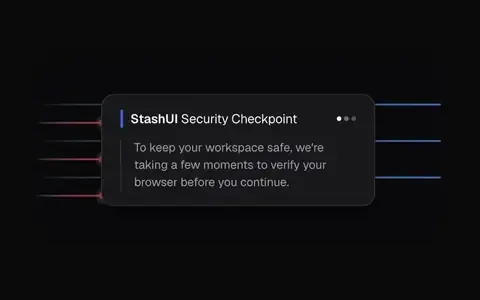 StashUI Security Checkpoint
To keep your workspace safe, we're
taking a few moments to verify your
browser before you continue.